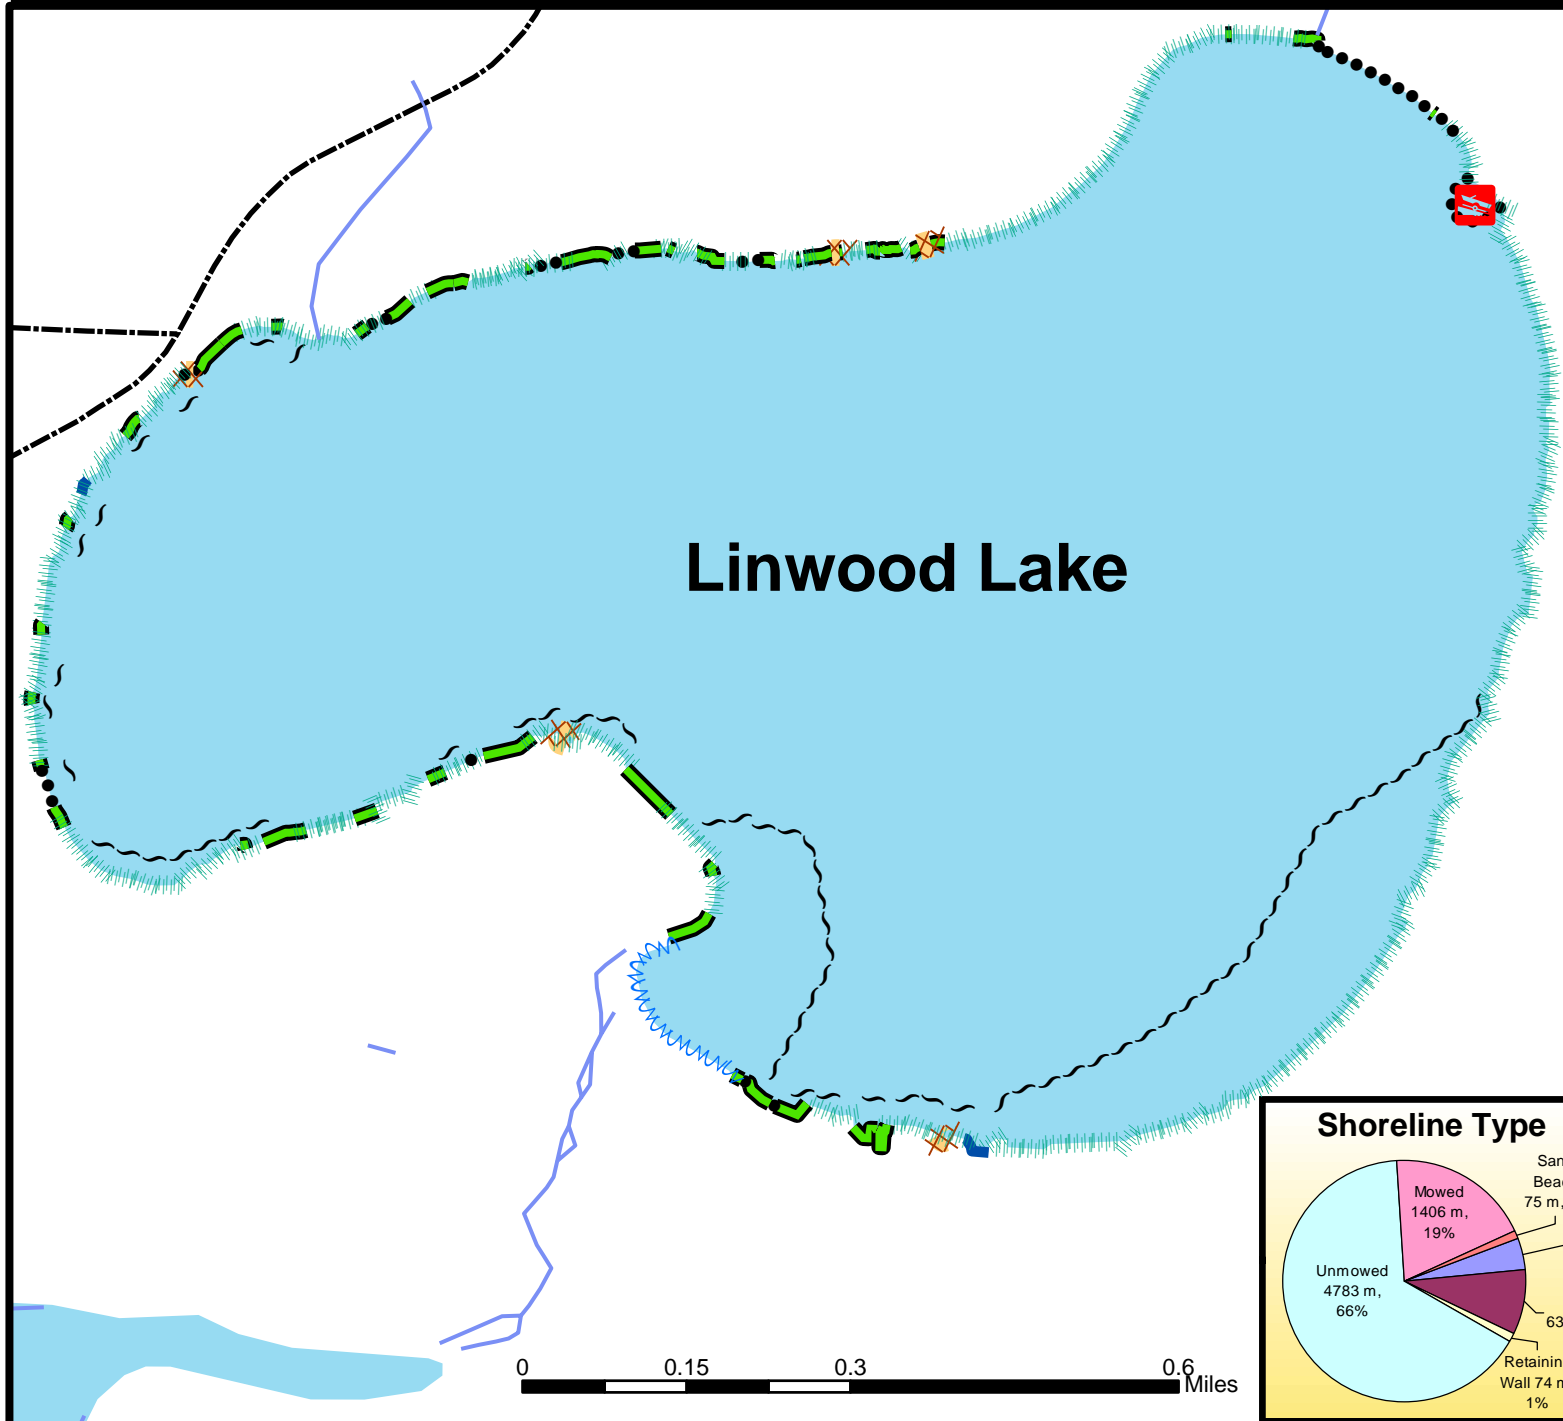 Linwood Lake
0 0.15 0.3 0.6
Miles
Shoreline Type
Mowed
1406 m,
19%
75 m,
Unmowed
4783 m,
66%
Wall 74 m
1%